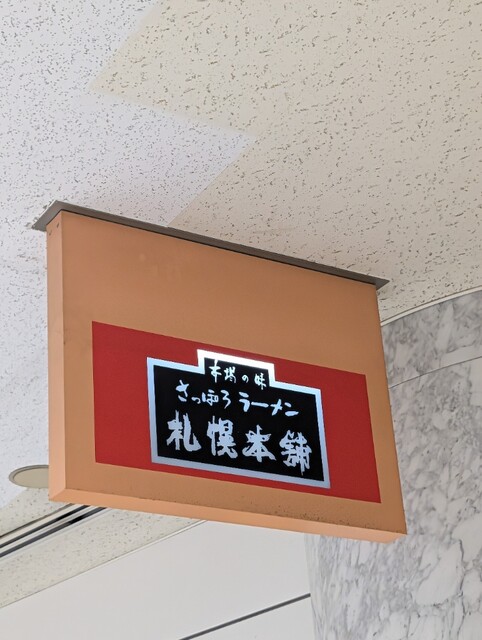 本場の味
さっぽろラーメン
札幌本舗